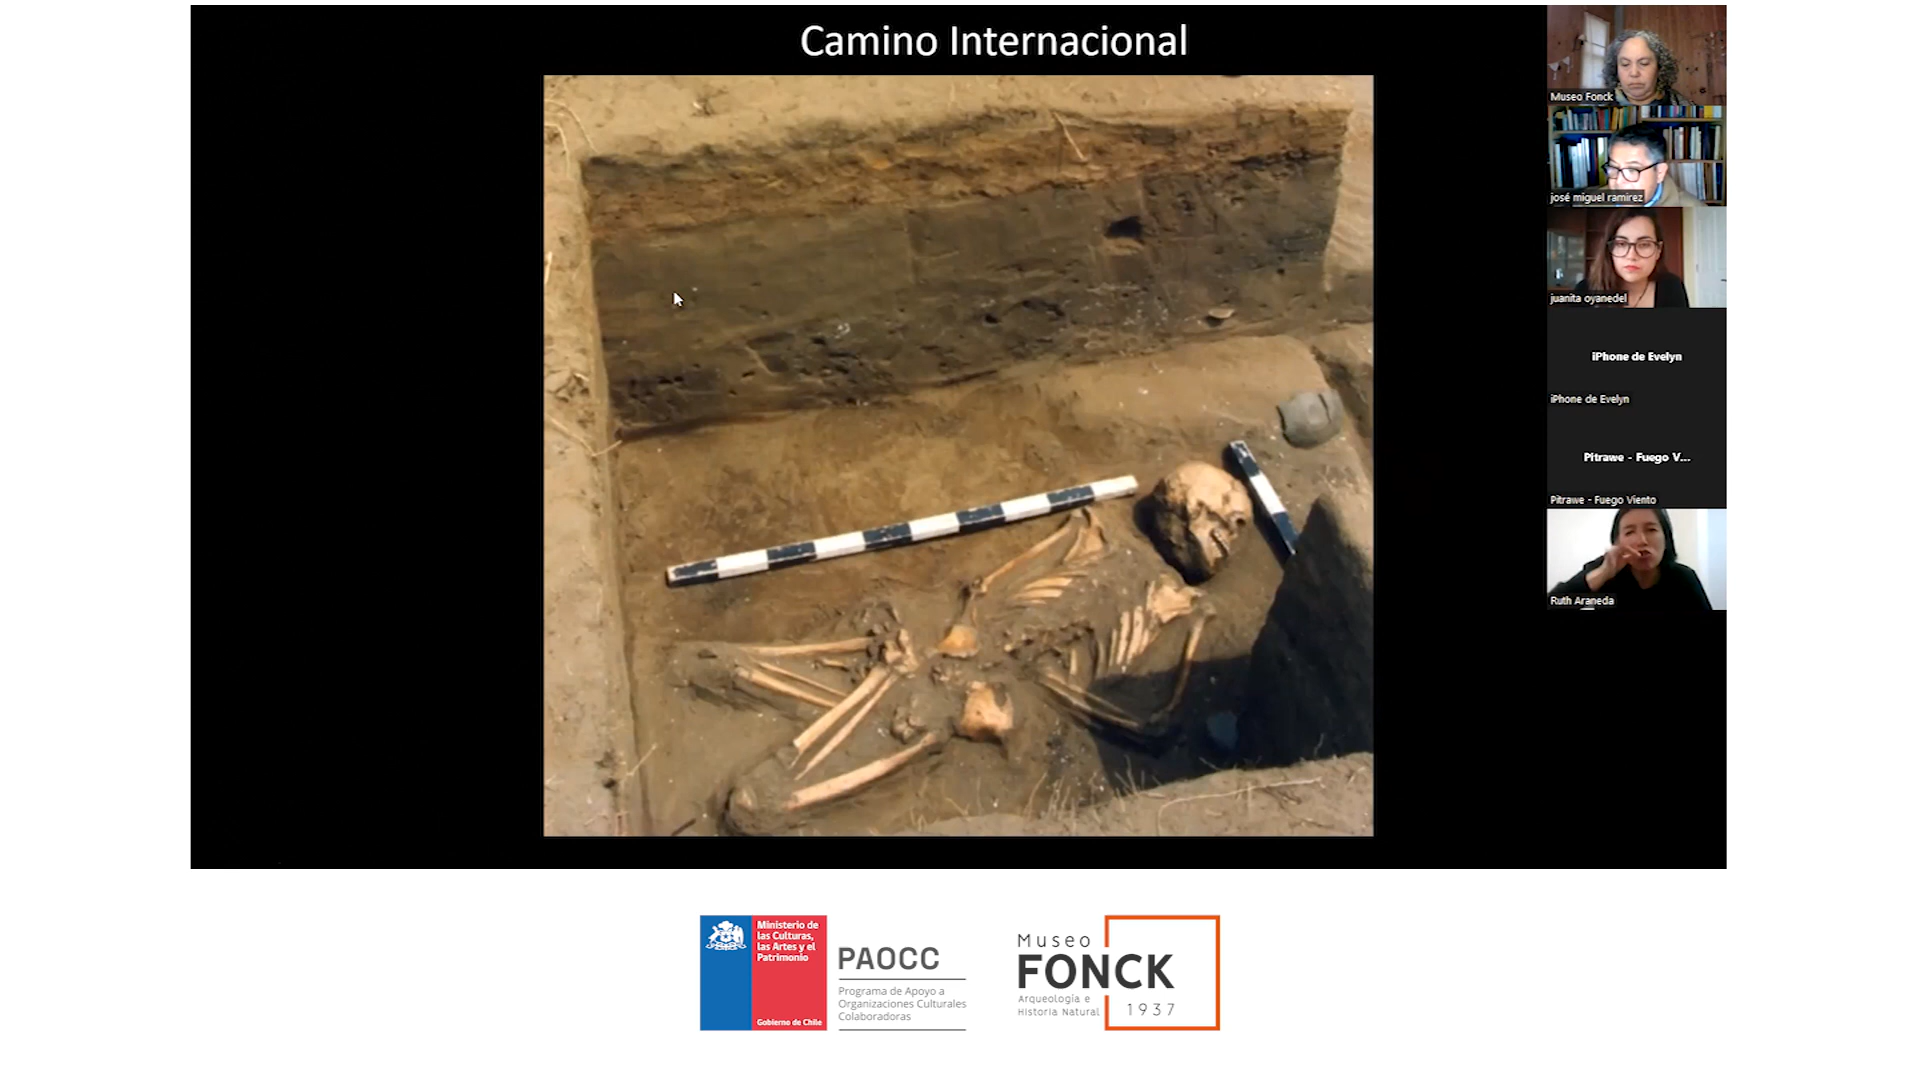 Camino Internacional
Museo Fonck
josé miguel ramirez
juanita oyanedel
iPhone de Evelyn
iPhone de Evelyn
Pitrawe - Fuego V...
Pitrawe - Fuego Viento
Ruth Araneda
Ministerio de
las Culturas,
las Artes y el
Patrimonio
Gobierno de Chile
PAOCC
Programa de Apoyo a
Organizaciones Culturales
Colaboradoras
Museo
FONCK
Arqueología e
Historia Natural
1937